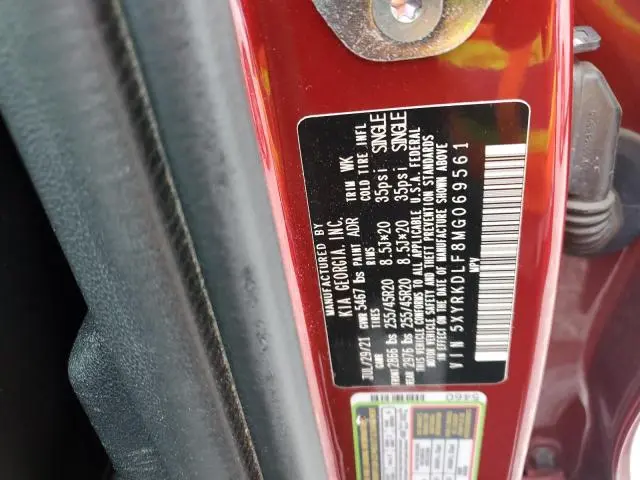 MANUFACTURED BY
KIA GEORGIA, INC.
JUL/29/21 GVWR 5467 lbs PAINT ADR TRIM WK
GAWR TIRES RIMS COLD TIRE INFL.
FRONT 2866 lbs 255/45R20 8.5J×20 35psi SINGLE
REAR 2976 lbs 255/45R20 8.5J×20 35psi SINGLE
THIS VEHICLE CONFORMS TO ALL APPLICABLE U.S.A. FEDERAL
MOTOR VEHICLE SAFETY AND THEFT PREVENTION STANDARDS
IN EFFECT ON THE DATE OF MANUFACTURE SHOWN ABOVE
VIN 5XYRKDLF8MG069561
MPV
5460